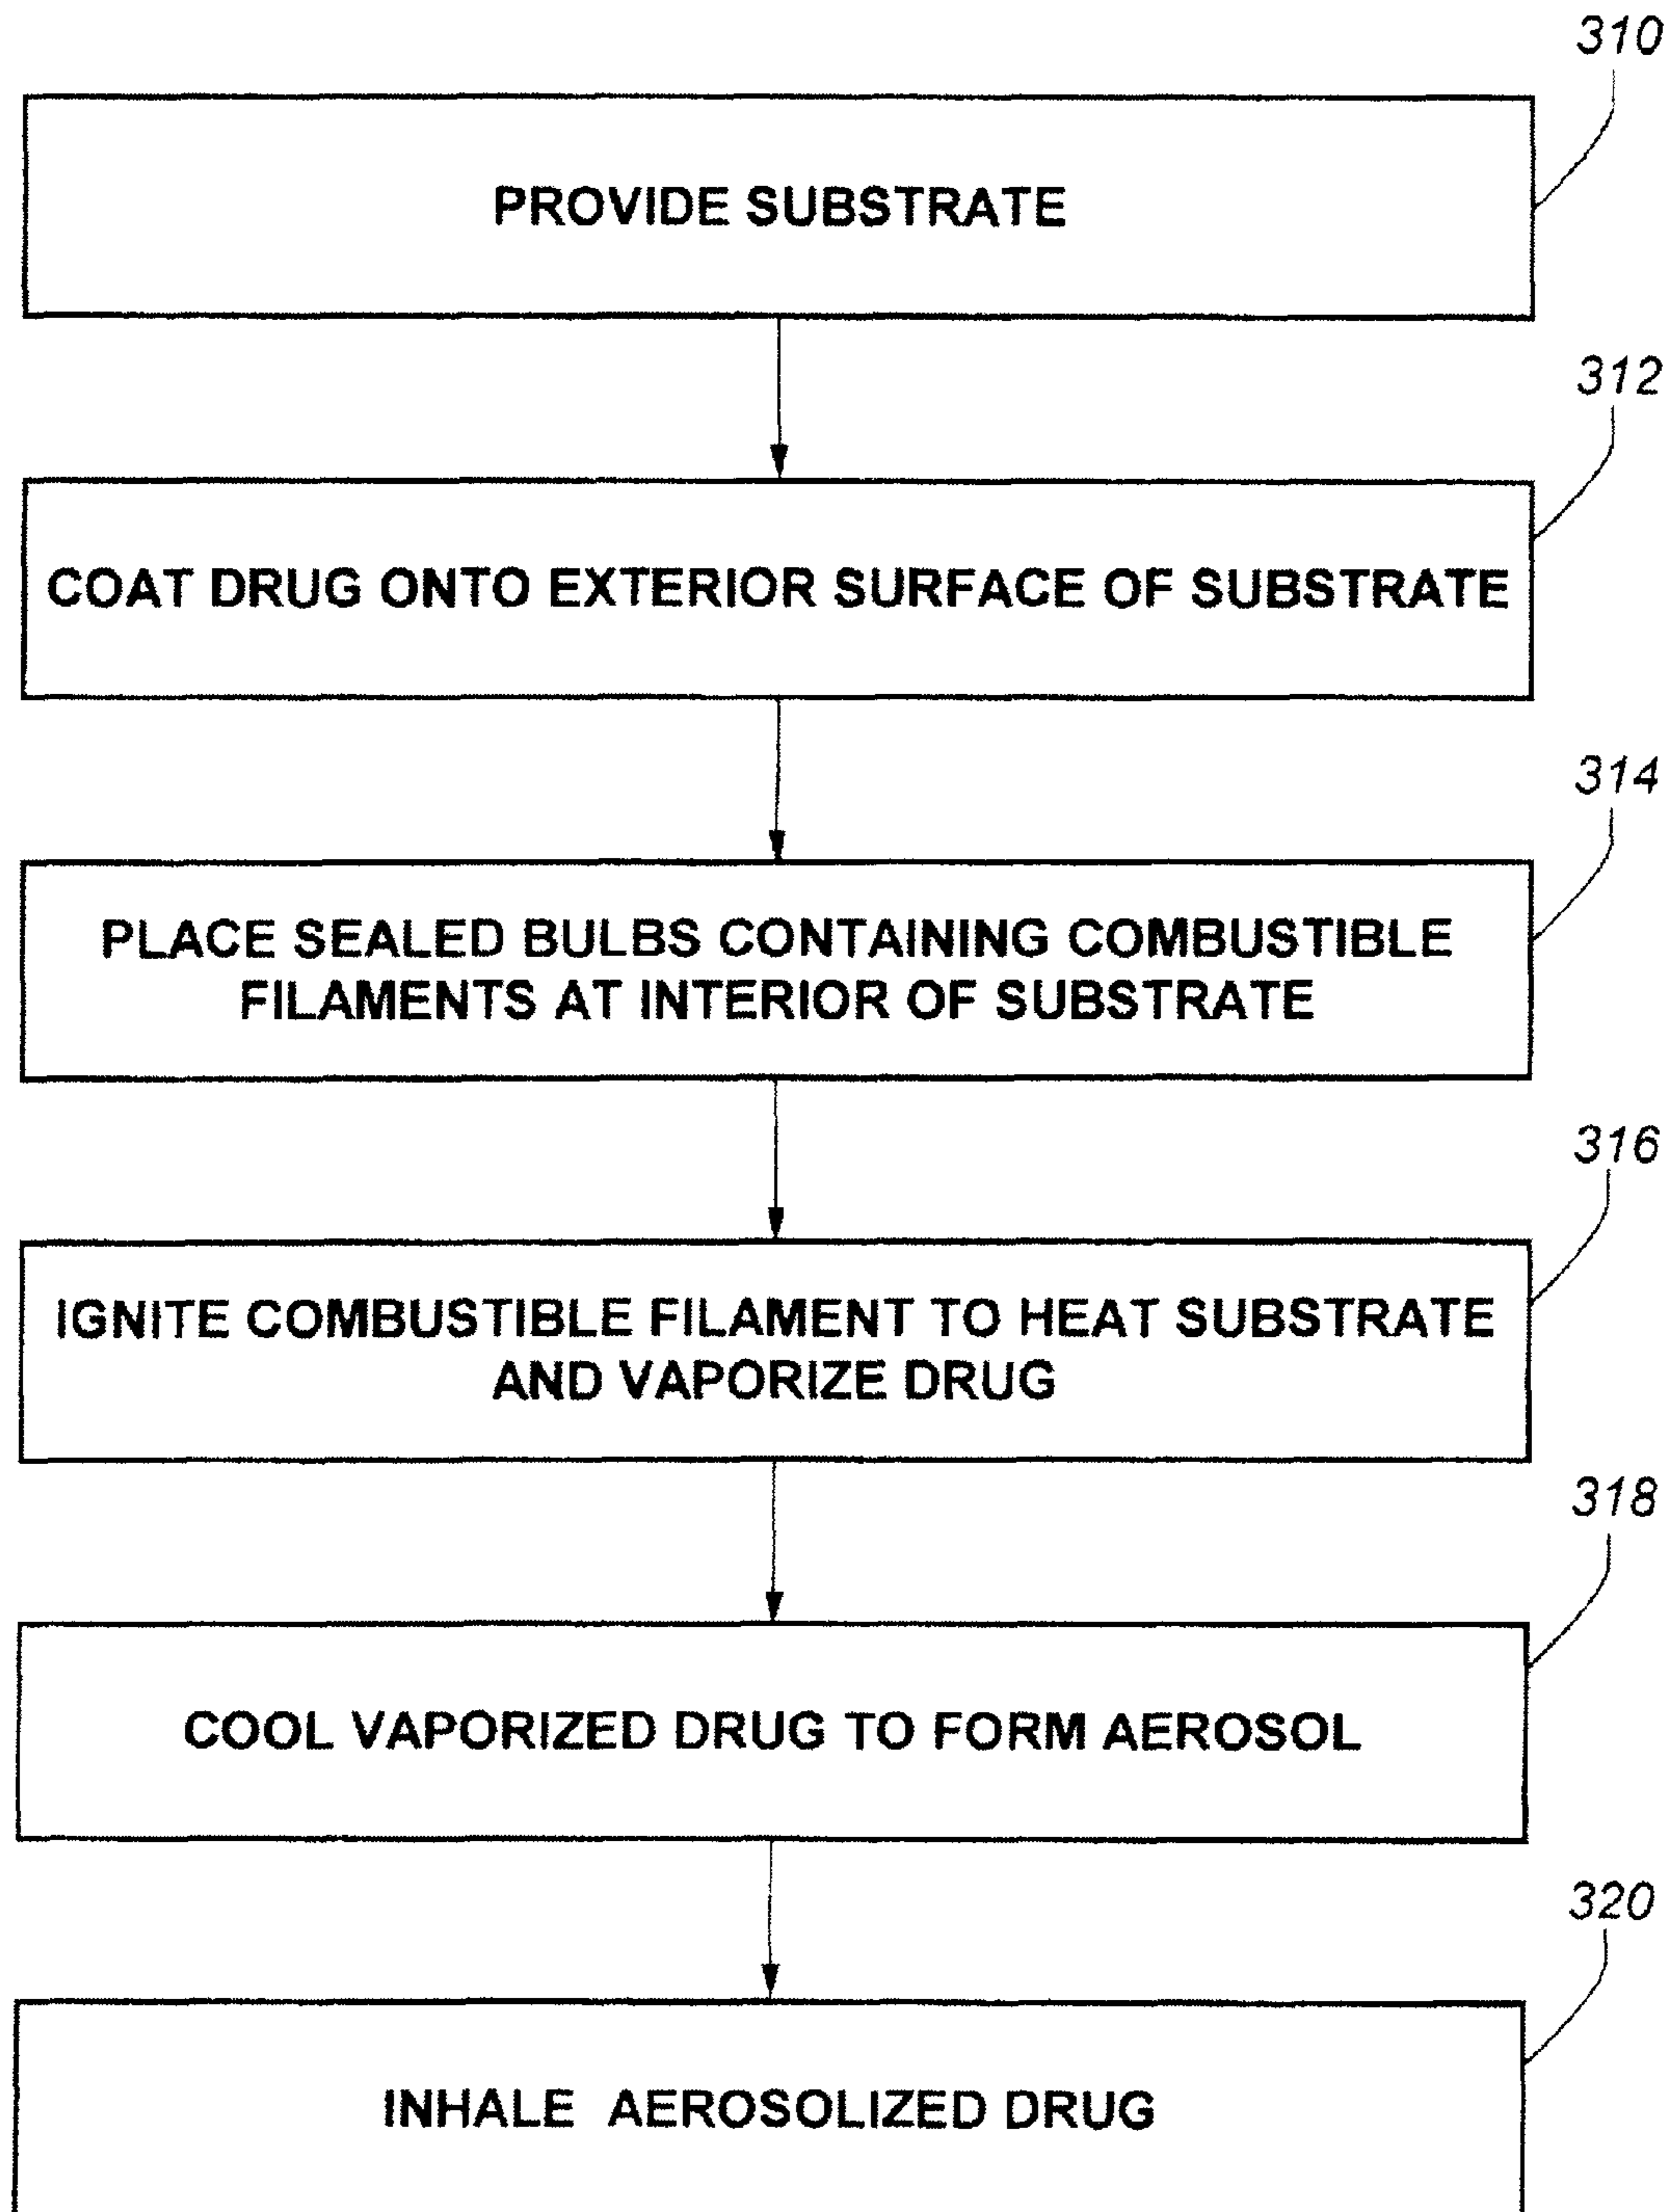 310
PROVIDE SUBSTRATE
312
COAT DRUG ONTO EXTERIOR SURFACE OF SUBSTRATE
314
PLACE SEALED BULBS CONTAINING COMBUSTIBLE
FILAMENTS AT INTERIOR OF SUBSTRATE
316
IGNITE COMBUSTIBLE FILAMENT TO HEAT SUBSTRATE
AND VAPORIZE DRUG
318
COOL VAPORIZED DRUG TO FORM AEROSOL
320
INHALE AEROSOLIZED DRUG